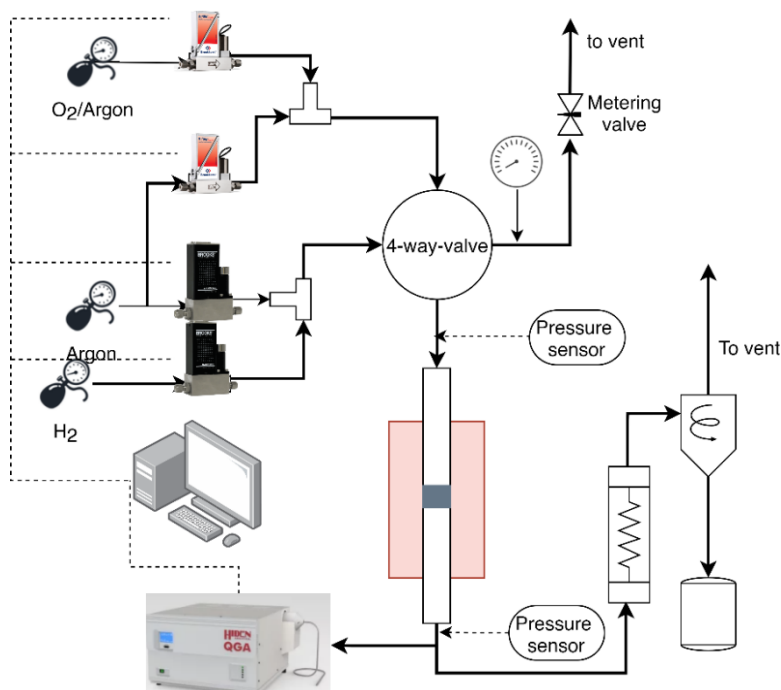 to vent
O2/Argon
Metering
valve
4-way-valve
Argon
H2
Pressure
sensor
To vent
Pressure
sensor
HIDEN
QGA